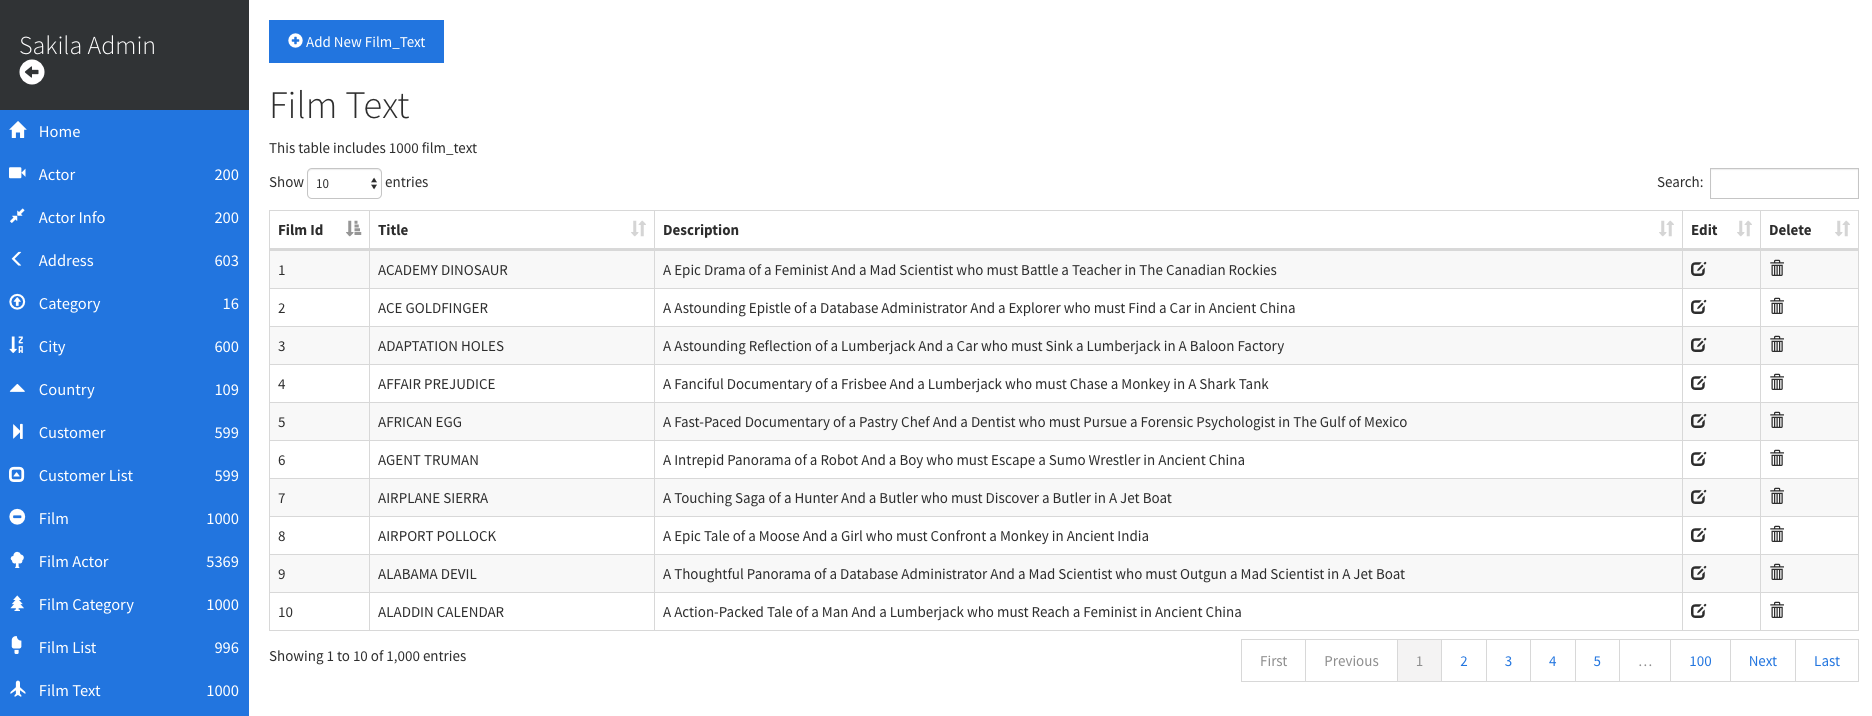 Sakila Admin
Home
Actor 200
Actor Info 200
Address 603
Category 16
City 600
Country 109
Customer 599
Customer List 599
Film 1000
Film Actor 5369
Film Category 1000
Film List 996
Film Text 1000
Add New Film_Text
Film Text
This table includes 1000 film_text
Show 10 entries
Search:
Film Id Title Description Edit Delete
1 ACADEMY DINOSAUR A Epic Drama of a Feminist And a Mad Scientist who must Battle a Teacher in The Canadian Rockies
2 ACE GOLDFINGER A Astounding Epistle of a Database Administrator And a Explorer who must Find a Car in Ancient China
3 ADAPTATION HOLES A Astounding Reflection of a Lumberjack And a Car who must Sink a Lumberjack in A Baloon Factory
4 AFFAIR PREJUDICE A Fanciful Documentary of a Frisbee And a Lumberjack who must Chase a Monkey in A Shark Tank
5 AFRICAN EGG A Fast-Paced Documentary of a Pastry Chef And a Dentist who must Pursue a Forensic Psychologist in The Gulf of Mexico
6 AGENT TRUMAN A Intrepid Panorama of a Robot And a Boy who must Escape a Sumo Wrestler in Ancient China
7 AIRPLANE SIERRA A Touching Saga of a Hunter And a Butler who must Discover a Butler in A Jet Boat
8 AIRPORT POLLOCK A Epic Tale of a Moose And a Girl who must Confront a Monkey in Ancient India
9 ALABAMA DEVIL A Thoughtful Panorama of a Database Administrator And a Mad Scientist who must Outgun a Mad Scientist in A Jet Boat
10 ALADDIN CALENDAR A Action-Packed Tale of a Man And a Lumberjack who must Reach a Feminist in Ancient China
Showing 1 to 10 of 1,000 entries
First Previous 1 2 3 4 5 … 100 Next Last